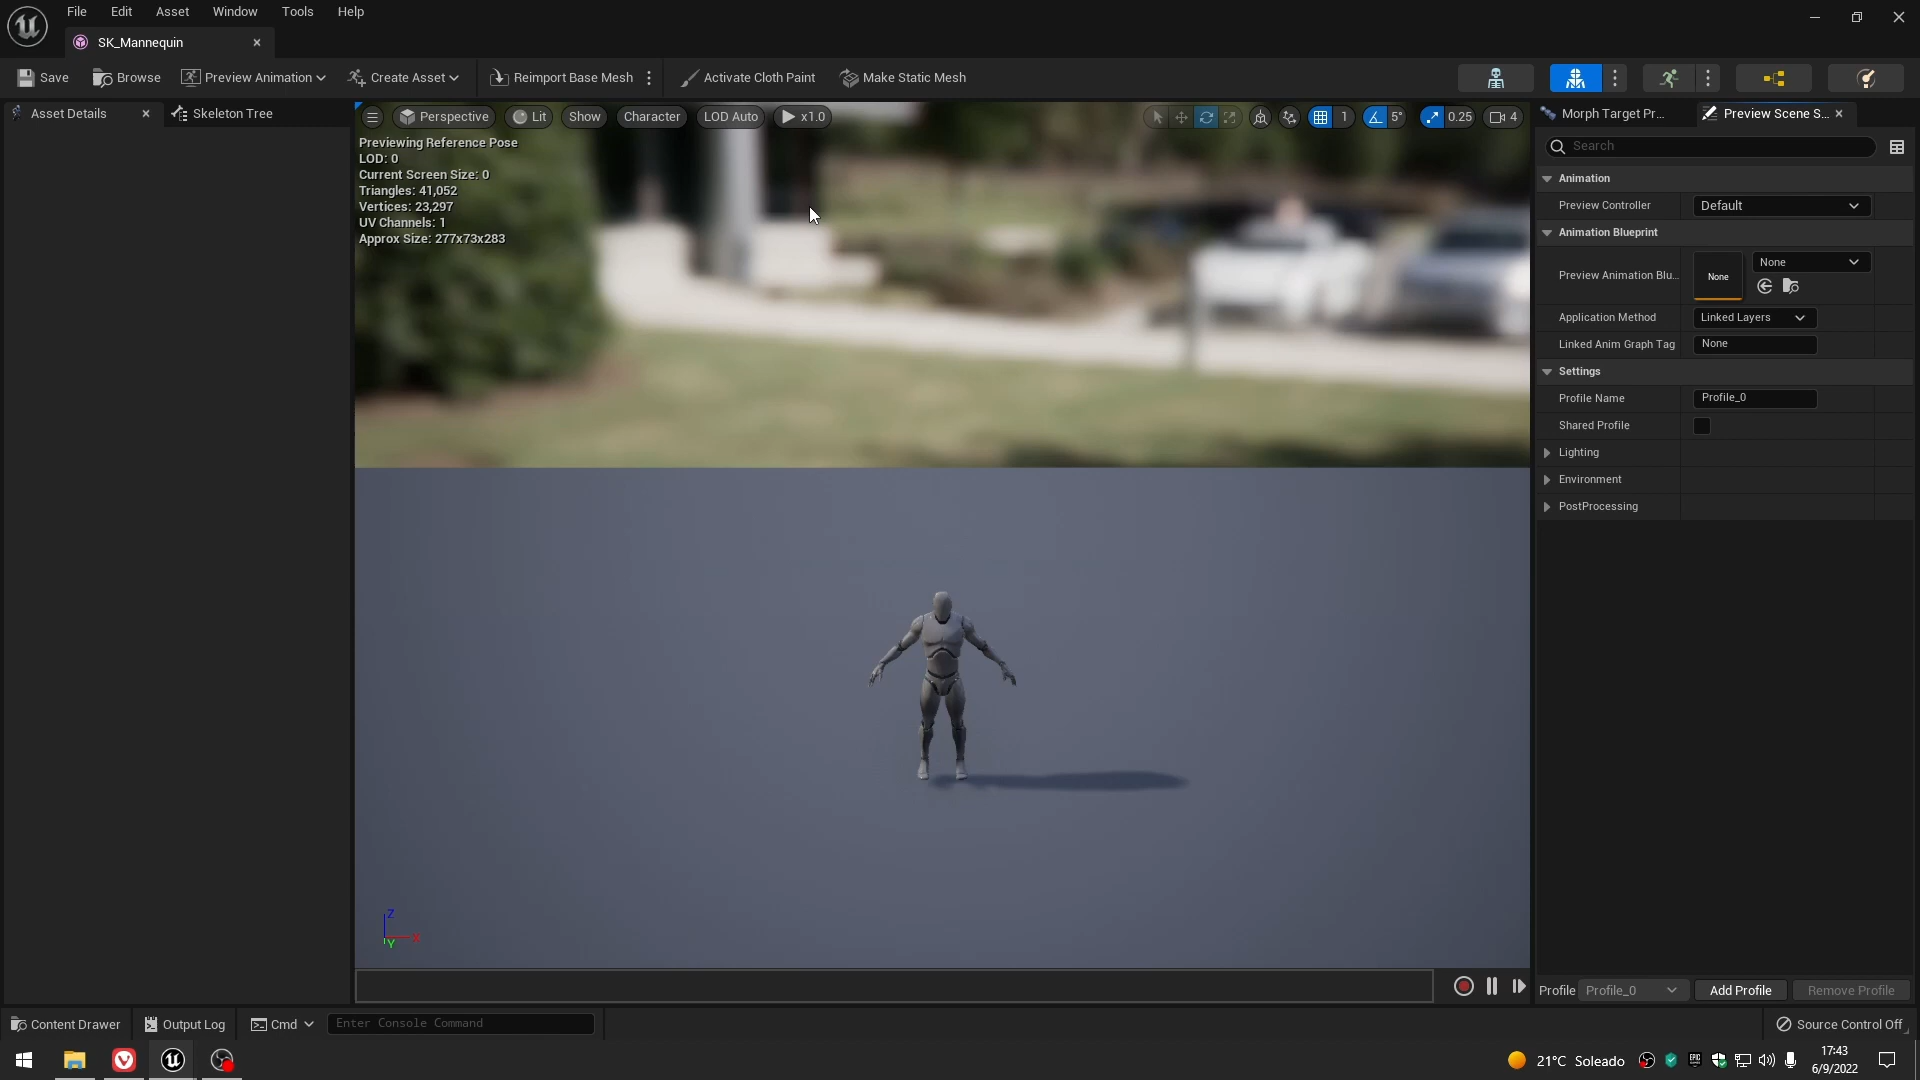 File Edit Asset Window Tools Help
SK_Mannequin
Save Browse Preview Animation Create Asset Reimport Base Mesh Activate Cloth Paint Make Static Mesh
Asset Details Skeleton Tree
Perspective Lit Show Character LOD Auto x1.0 1 5° 0.25 4
Previewing Reference Pose
LOD: 0
Current Screen Size: 0
Triangles: 41,052
Vertices: 23,297
UV Channels: 1
Approx Size: 277x73x283
Z
Y
Morph Target Pr... Preview Scene S...
Search
Animation
Preview Controller Default
Animation Blueprint
Preview Animation Blu... None None
Application Method Linked Layers
Linked Anim Graph Tag None
Settings
Profile Name Profile_0
Shared Profile
Lighting
Environment
PostProcessing
Profile Profile_0 Add Profile Remove Profile
Content Drawer Output Log Cmd Enter Console Command Source Control Off
21°C Soleado
17:43
6/9/2022